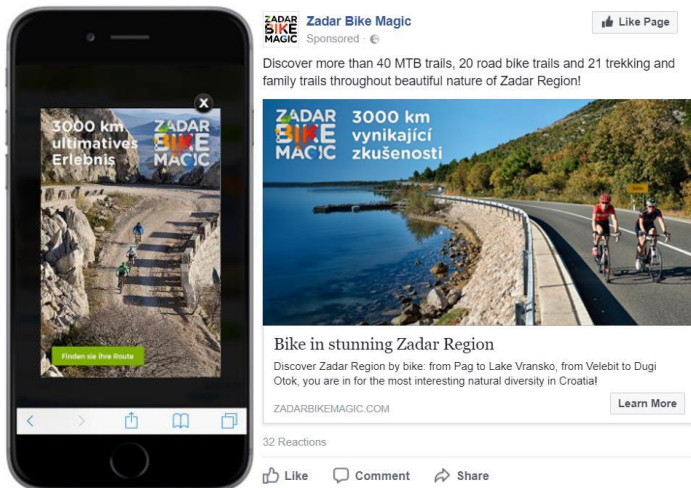 3000 km
ultimatives
Erlebnis
ZADAR
BIKE
MAGIC
X
Finden sie ihre Route
ZADAR
BIKE
MAGIC
Zadar Bike Magic
Sponsored ·
Like Page
Discover more than 40 MTB trails, 20 road bike trails and 21 trekking and
family trails throughout beautiful nature of Zadar Region!
ZADAR
BIKE
MAGIC
3000 km
vynikající
zkušenosti
Bike in stunning Zadar Region
Discover Zadar Region by bike: from Pag to Lake Vransko, from Velebit to Dugi
Otok, you are in for the most interesting natural diversity in Croatia!
ZADARBIKEMAGIC.COM
Learn More
32 Reactions
Like
Comment
Share